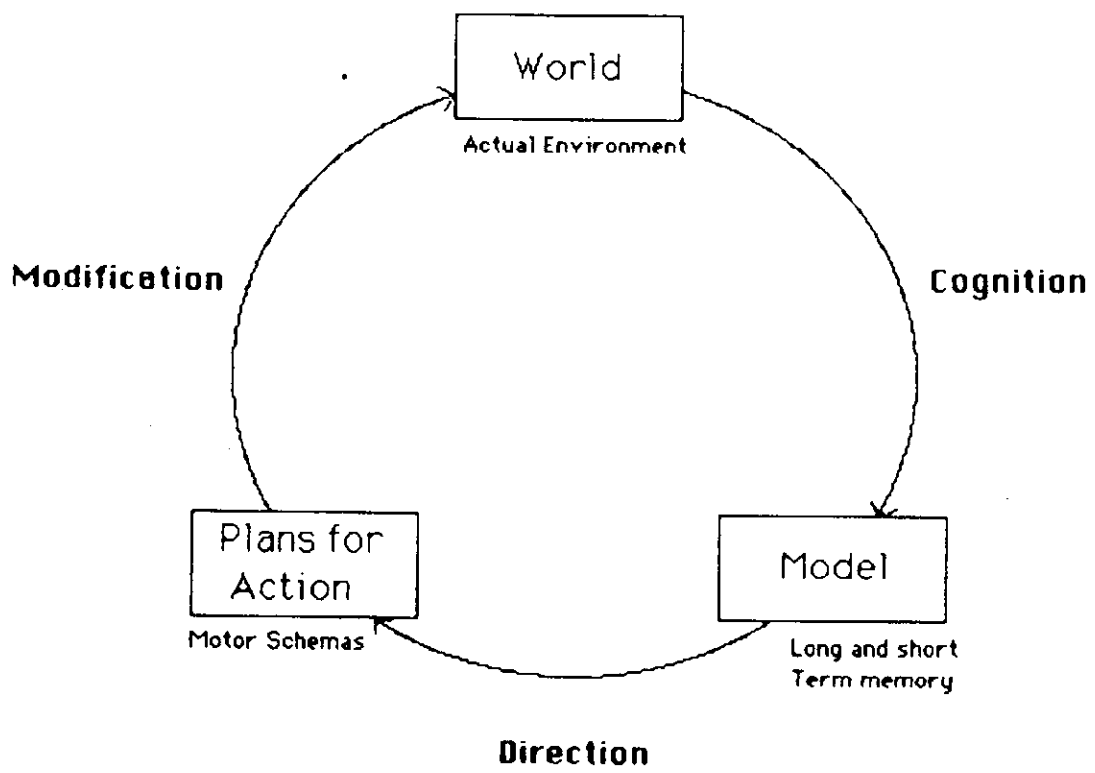 World
Actual Environment
Modification
Cognition
Plans for
Action
Motor Schemas
Model
Long and short
Term memory
Direction